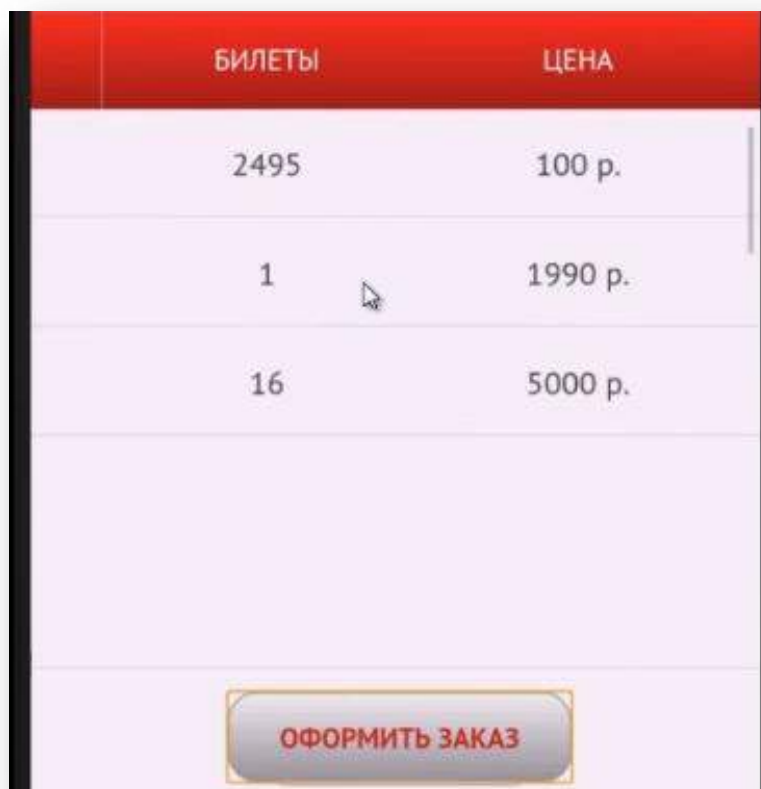 БИЛЕТЫ ЦЕНА
2495 100 р.
1 1990 р.
16 5000 р.
ОФОРМИТЬ ЗАКАЗ